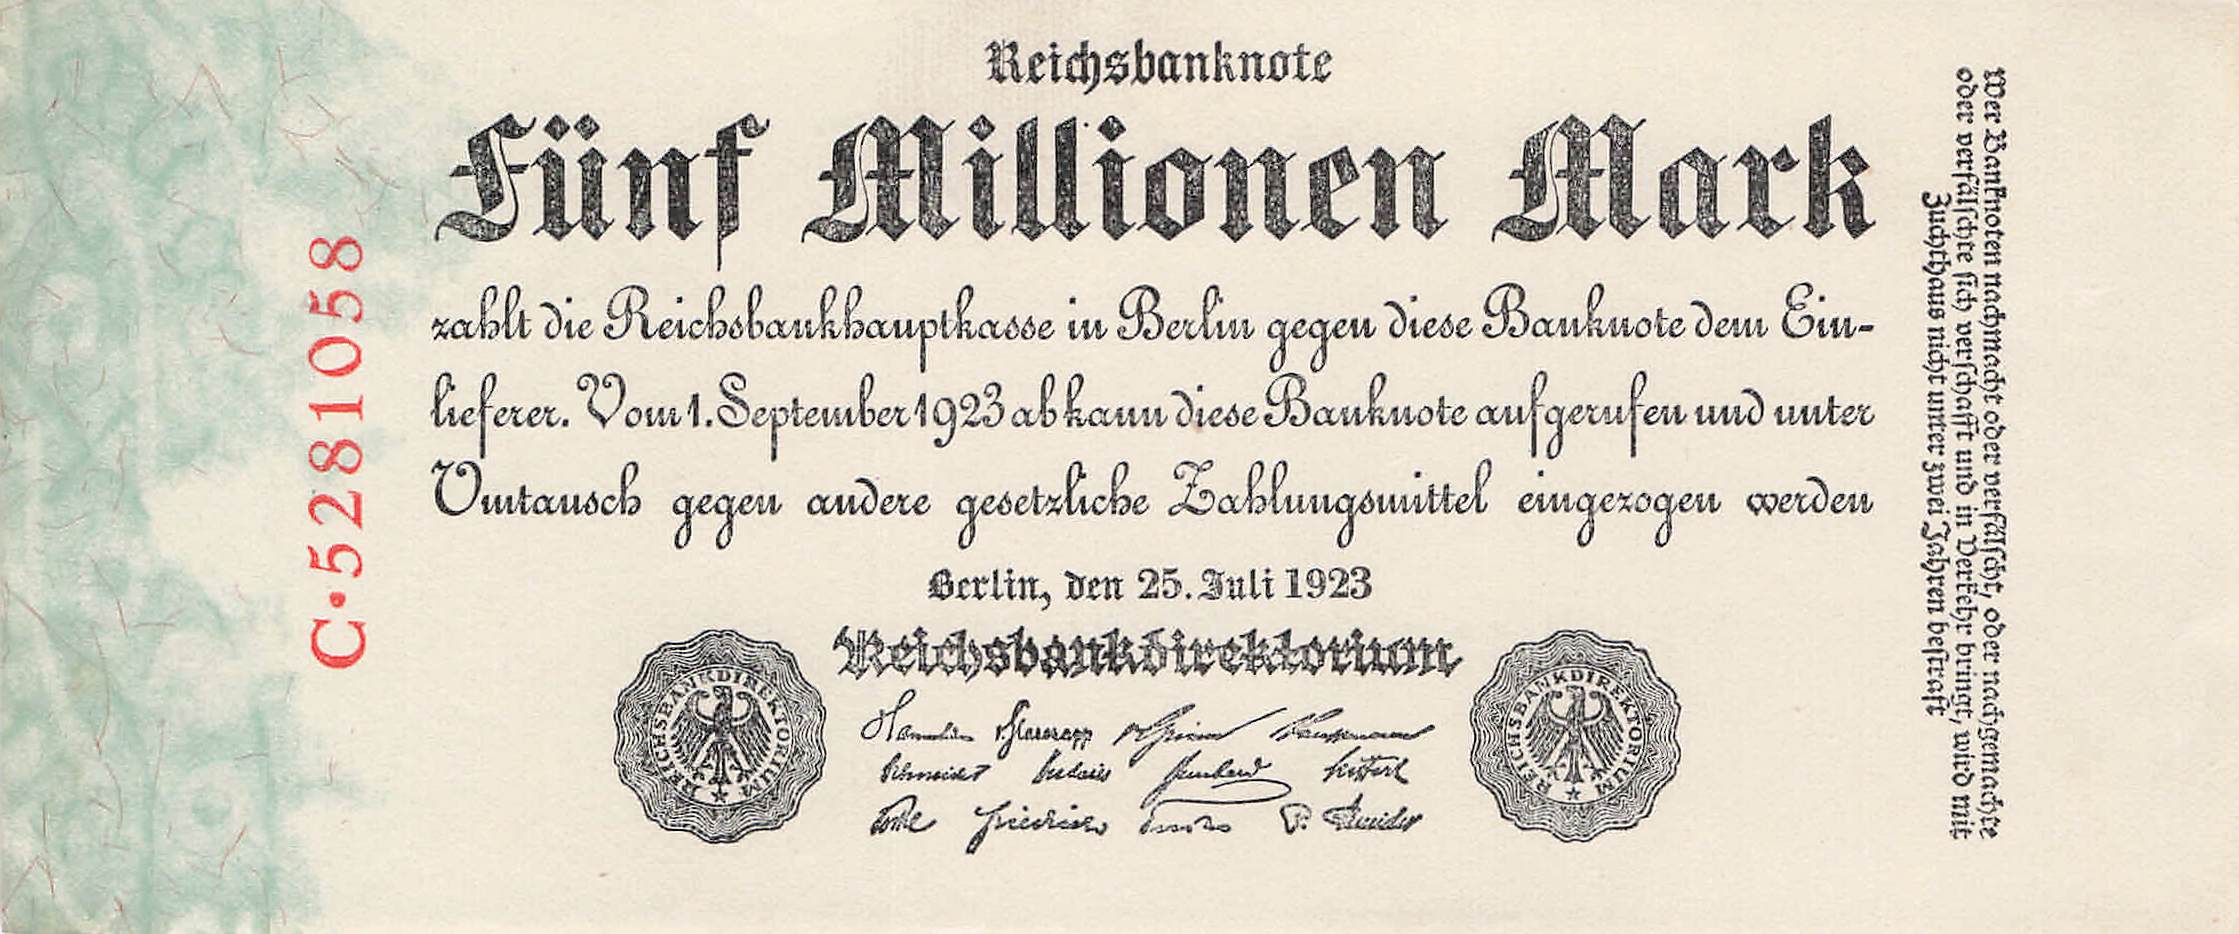 Reichsbanknote
Fünf Millionen Mark
zahlt die Reichsbankhauptkasse in Berlin gegen diese Banknote dem Ein-
lieferer. Vom 1. September 1923 ab kann diese Banknote aufgerufen und unter
Umtausch gegen andere gesetzliche Zahlungsmittel eingezogen werden
Berlin, den 25. Juli 1923
Reichsbankdirektorium
REICHSBANKDIREKTORIUM
REICHSBANKDIREKTORIUM
C·5281058
Wer Banknoten nachmacht oder verfälscht, oder nachgemachte
oder verfälschte sich verschafft und in Verkehr bringt, wird mit
Zuchthaus nicht unter zwei Jahren bestraft